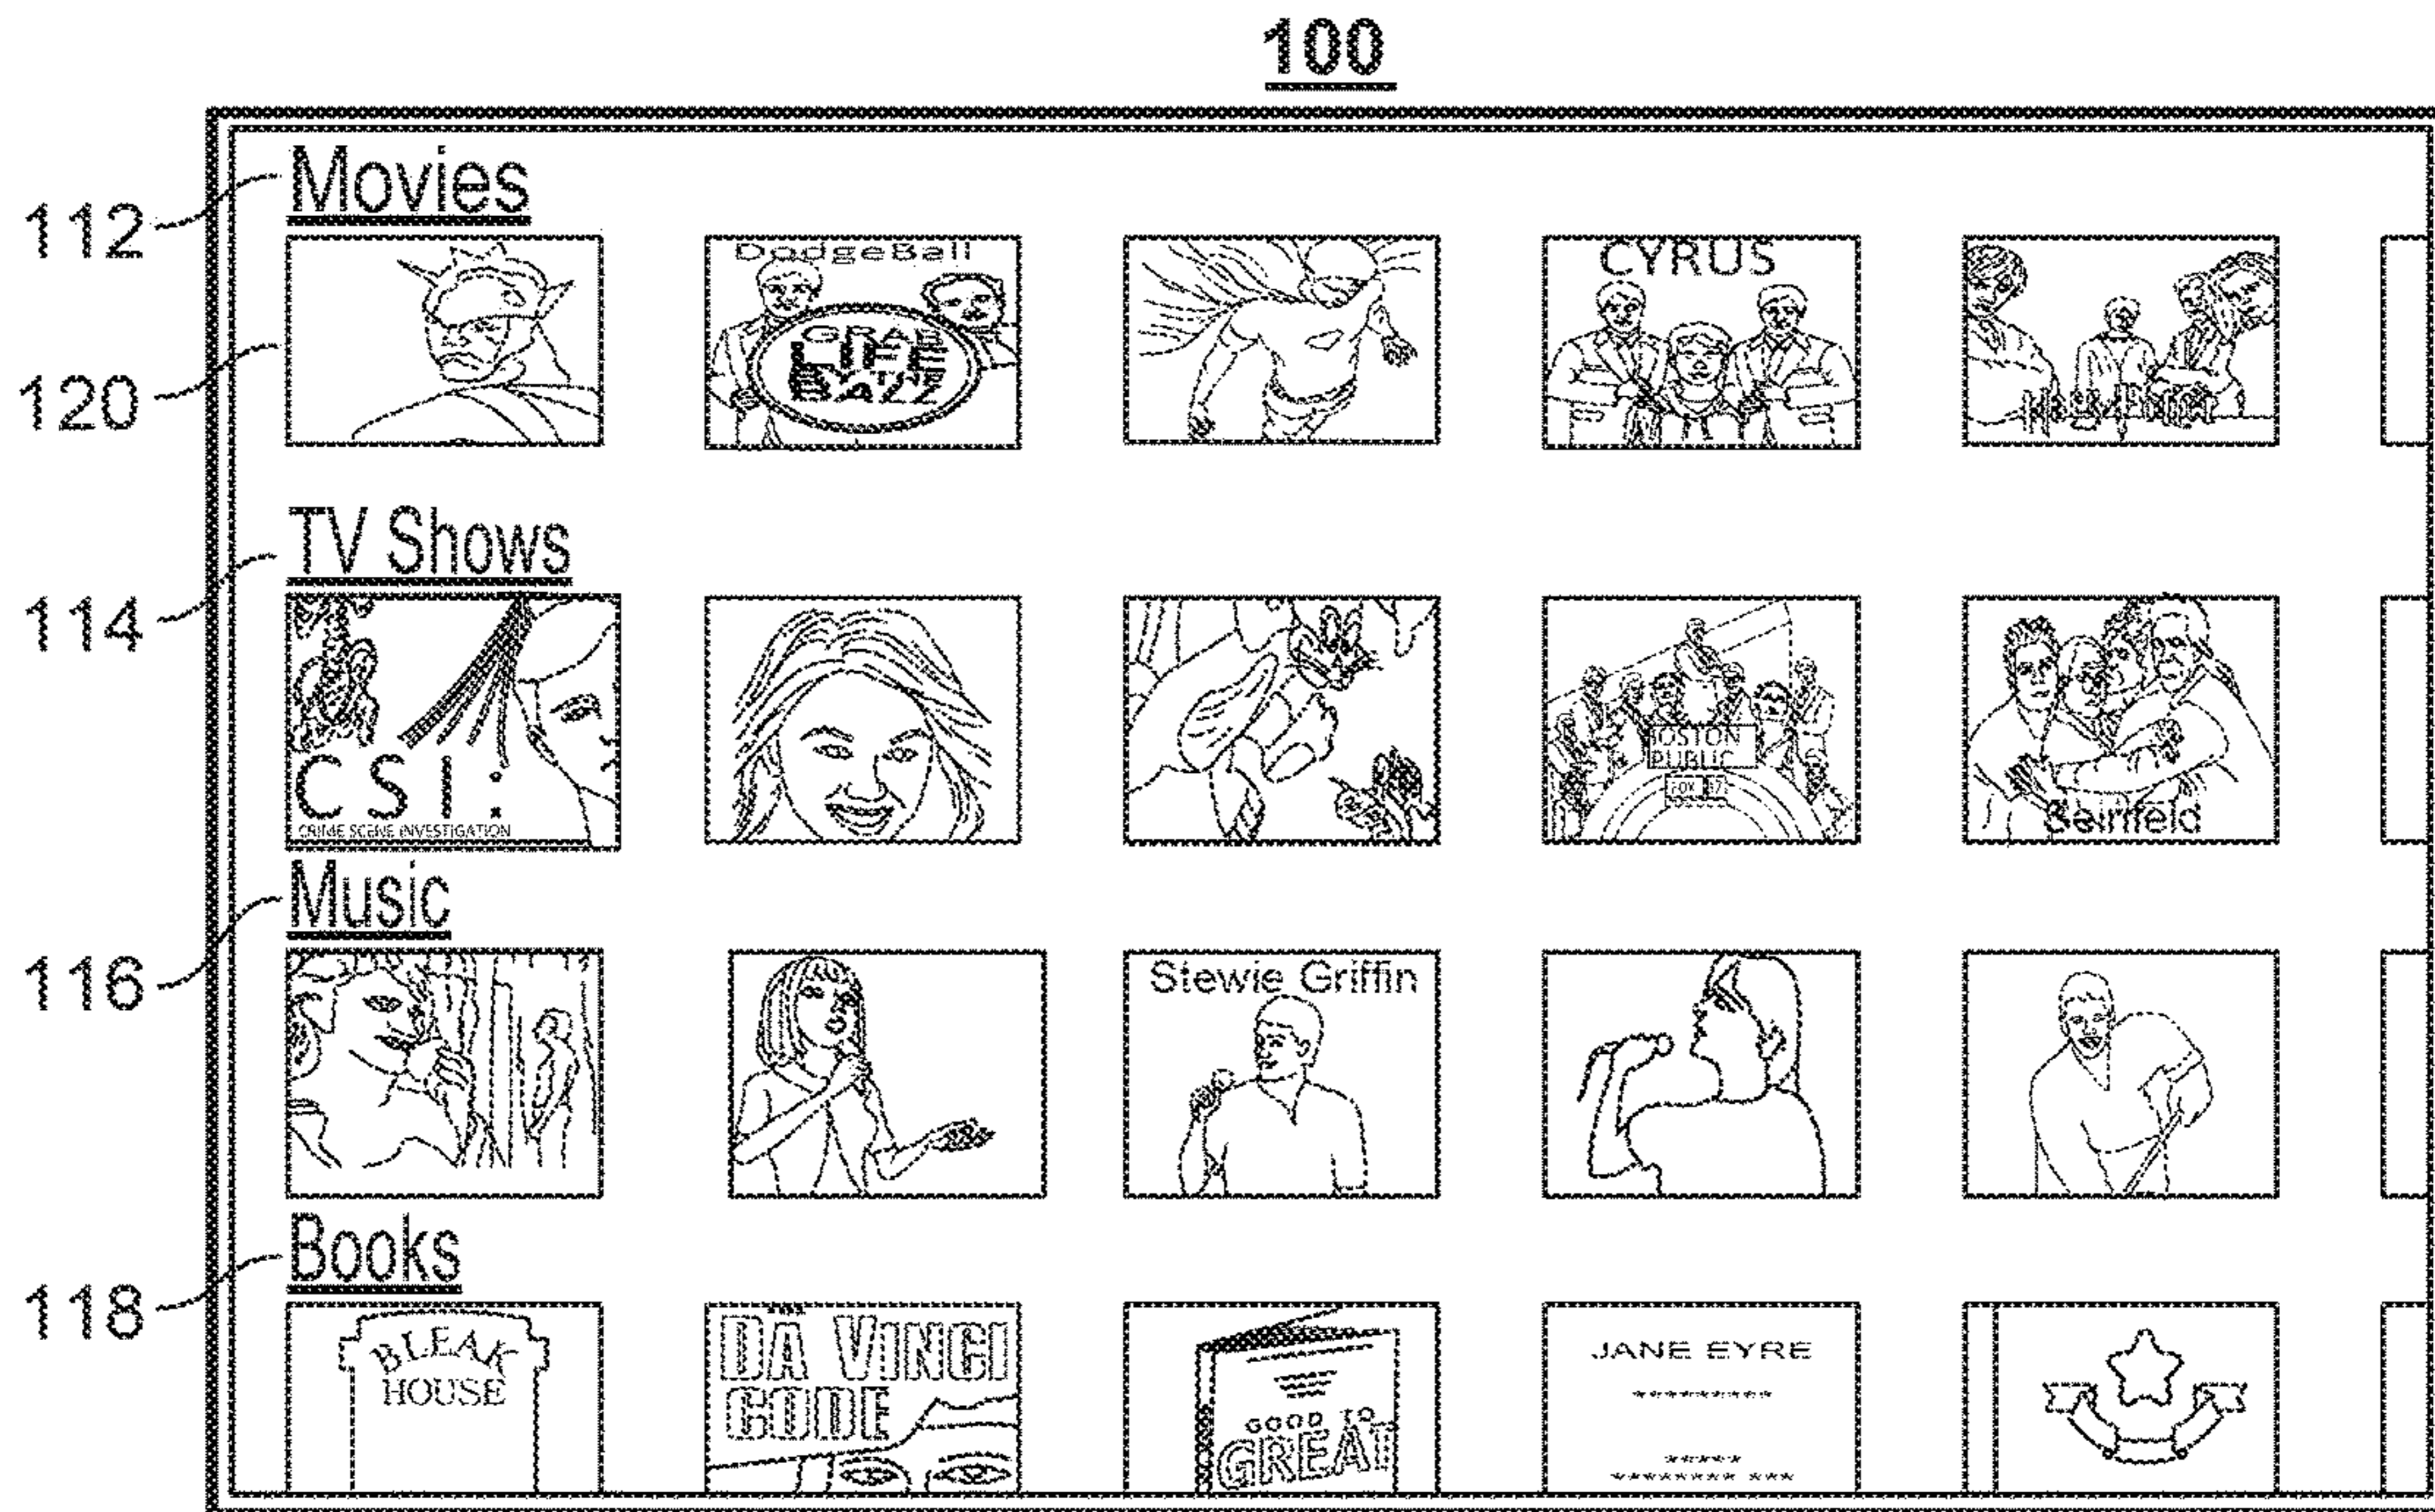 100
112
Movies
120
DodgeBall
CYRUS
114
TV Shows
CSI:
CRIME SCENE INVESTIGATION
BOSTON
PUBLIC
FOX
Seinfeld
116
Music
Stewie Griffin
118
Books
BLEAK
HOUSE
DA VINCI
CODE
GOOD TO
GREAT
JANE EYRE